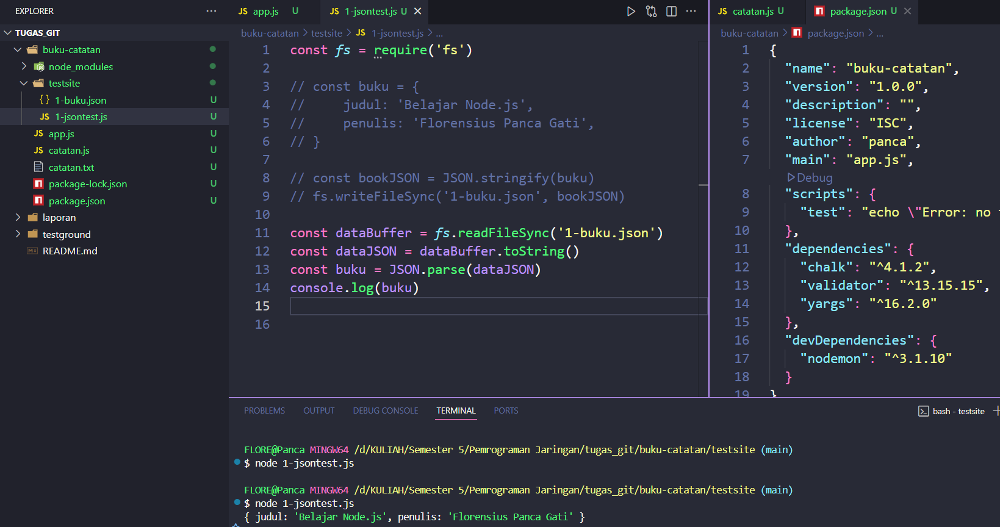 EXPLORER ···
TUGAS_GIT
buku-catatan
node_modules
testsite
{} 1-buku.json U
JS 1-jsontest.js U
JS app.js U
JS catatan.js U
catatan.txt U
package-lock.json U
package.json U
laporan
testground
README.md
JS app.js U JS 1-jsontest.js U
buku-catatan > testsite > JS 1-jsontest.js > ...
1 const fs = require('fs')
2
3 // const buku = {
4 //     judul: 'Belajar Node.js',
5 //     penulis: 'Florensius Panca Gati',
6 // }
7
8 // const bookJSON = JSON.stringify(buku)
9 // fs.writeFileSync('1-buku.json', bookJSON)
10
11 const dataBuffer = fs.readFileSync('1-buku.json')
12 const dataJSON = dataBuffer.toString()
13 const buku = JSON.parse(dataJSON)
14 console.log(buku)
15
16
JS catatan.js U package.json U
buku-catatan > package.json > ...
1 {
2   "name": "buku-catatan",
3   "version": "1.0.0",
4   "description": "",
5   "license": "ISC",
6   "author": "panca",
7   "main": "app.js",
Debug
8   "scripts": {
9     "test": "echo \"Error: no
10   },
11   "dependencies": {
12     "chalk": "^4.1.2",
13     "validator": "^13.15.15",
14     "yargs": "^16.2.0"
15   },
16   "devDependencies": {
17     "nodemon": "^3.1.10"
18   }
19 }
PROBLEMS OUTPUT DEBUG CONSOLE TERMINAL PORTS
bash - testsite
FLORE@Panca MINGW64 /d/KULIAH/Semester 5/Pemrograman Jaringan/tugas_git/buku-catatan/testsite (main)
$ node 1-jsontest.js
FLORE@Panca MINGW64 /d/KULIAH/Semester 5/Pemrograman Jaringan/tugas_git/buku-catatan/testsite (main)
$ node 1-jsontest.js
{ judul: 'Belajar Node.js', penulis: 'Florensius Panca Gati' }